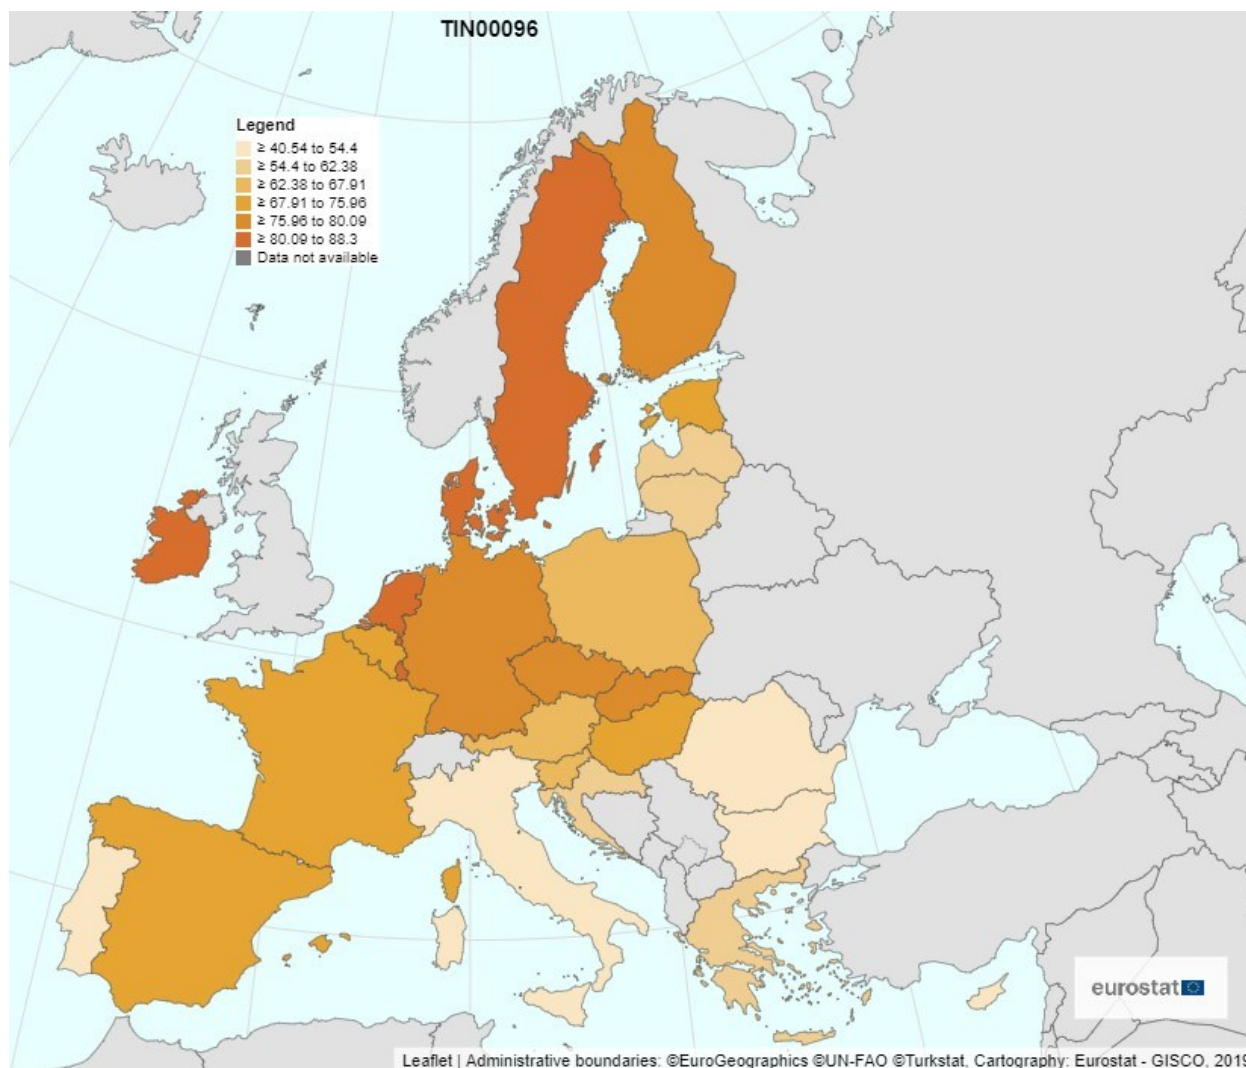 TIN00096
Legend
≥ 40.54 to 54.4
≥ 54.4 to 62.38
≥ 62.38 to 67.91
≥ 67.91 to 75.96
≥ 75.96 to 80.09
≥ 80.09 to 88.3
Data not available
eurostat
Leaflet | Administrative boundaries: ©EuroGeographics ©UN-FAO ©Turkstat, Cartography: Eurostat - GISCO, 2019